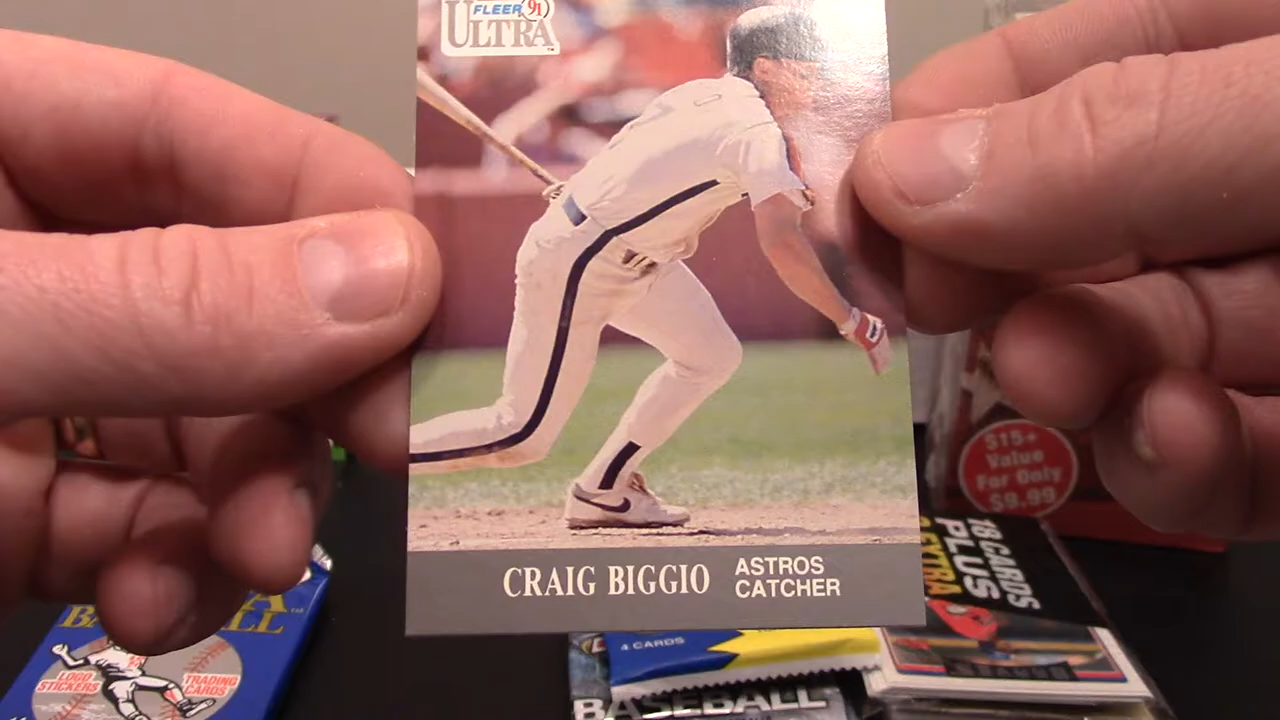 FLEER 91
ULTRA
CRAIG BIGGIO
ASTROS
CATCHER
$15+
Value
For Only
$9.99
18 CARDS
PLUS
EXTRA
4 CARDS
BASEBALL
LOGO
STICKERS
TRADING
CARDS